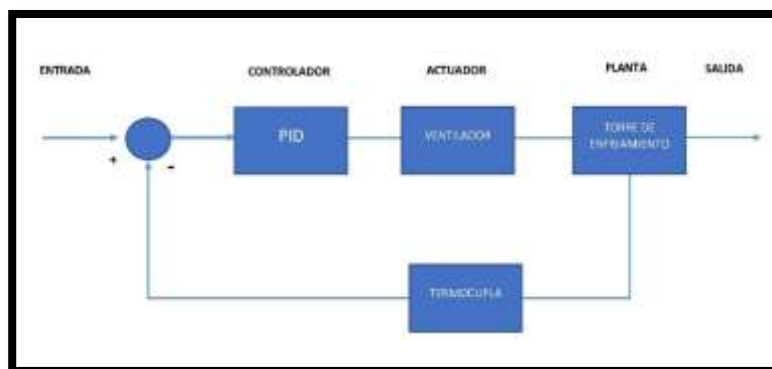 ENTRADA
CONTROLADOR
ACTUADOR
PLANTA
SALIDA
+
-
PID
VENTILADOR
TORRE DE
ENFRIAMIENTO
TERMOCUPLA